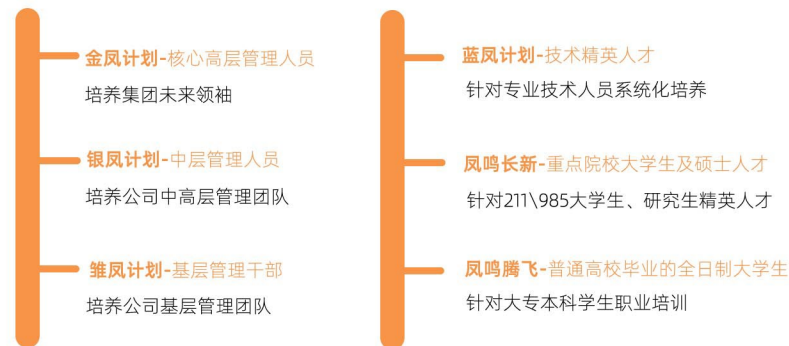 金凤计划-核心高层管理人员
培养集团未来领袖
银凤计划-中层管理人员
培养公司中高层管理团队
雏凤计划-基层管理干部
培养公司基层管理团队
蓝凤计划-技术精英人才
针对专业技术人员系统化培养
凤鸣长新-重点院校大学生及硕士人才
针对211\985大学生、研究生精英人才
凤鸣腾飞-普通高校毕业的全日制大学生
针对大专本科学生职业培训